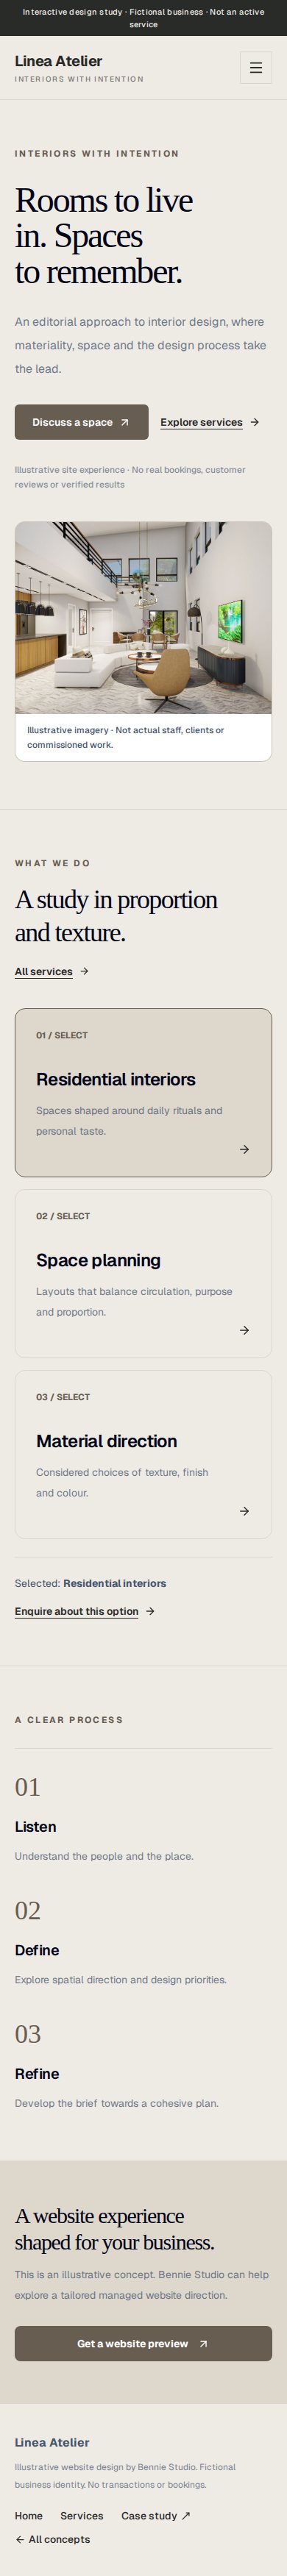 Interactive design study · Fictional business · Not an active
service
Linea Atelier
INTERIORS WITH INTENTION
INTERIORS WITH INTENTION
Rooms to live
in. Spaces
to remember.
An editorial approach to interior design, where
materiality, space and the design process take
the lead.
Discuss a space ↗ Explore services →
Illustrative site experience · No real bookings, customer
reviews or verified results
Illustrative imagery · Not actual staff, clients or
commissioned work.
WHAT WE DO
A study in proportion
and texture.
All services →
01 / SELECT
Residential interiors
Spaces shaped around daily rituals and
personal taste.
→
02 / SELECT
Space planning
Layouts that balance circulation, purpose
and proportion.
→
03 / SELECT
Material direction
Considered choices of texture, finish
and colour.
→
Selected: Residential interiors
Enquire about this option →
A CLEAR PROCESS
01
Listen
Understand the people and the place.
02
Define
Explore spatial direction and design priorities.
03
Refine
Develop the brief towards a cohesive plan.
A website experience
shaped for your business.
This is an illustrative concept. Bennie Studio can help
explore a tailored managed website direction.
Get a website preview ↗
Linea Atelier
Illustrative website design by Bennie Studio. Fictional
business identity. No transactions or bookings.
Home Services Case study ↗
← All concepts